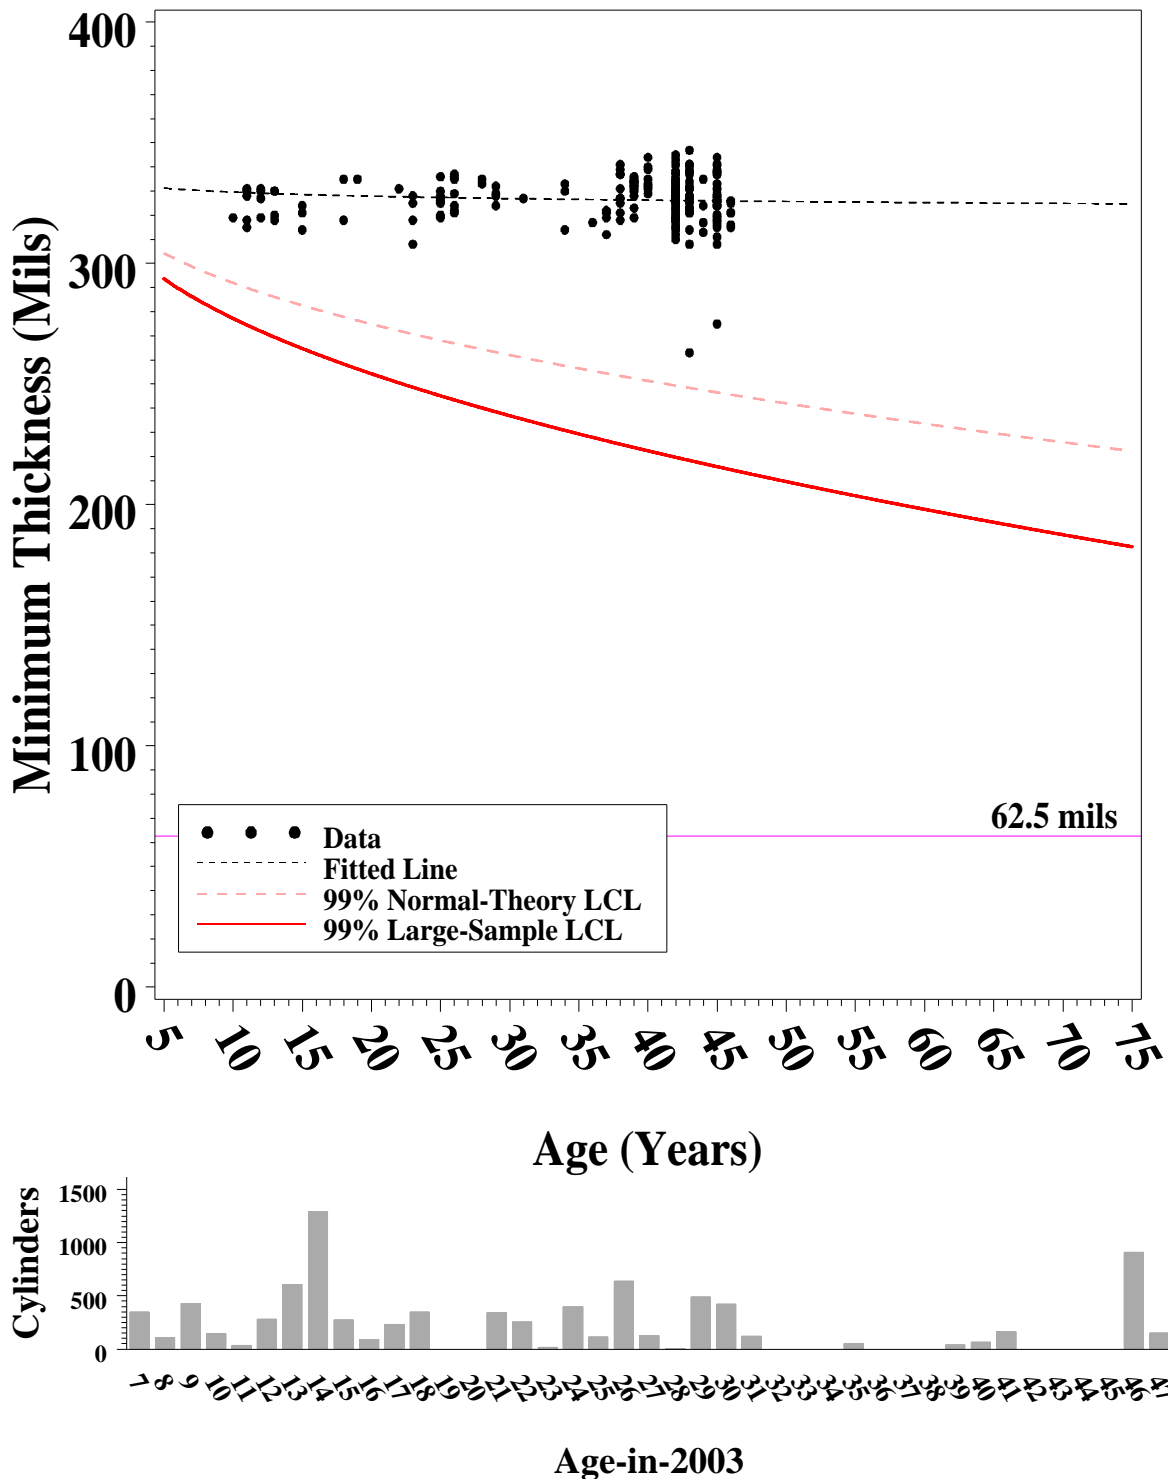 400
300
200
100
0
Minimum Thickness (Mils)
62.5 mils
Data
Fitted Line
99% Normal-Theory LCL
99% Large-Sample LCL
5 10 15 20 25 30 35 40 45 50 55 60 65 70 75
Age (Years)
1500
1000
500
0
Cylinders
7 8 9 10 11 12 13 14 15 16 17 18 19 20 21 22 23 24 25 26 27 28 29 30 31 32 33 34 35 36 37 38 39 40 41 42 43 44 45 46 47
Age-in-2003